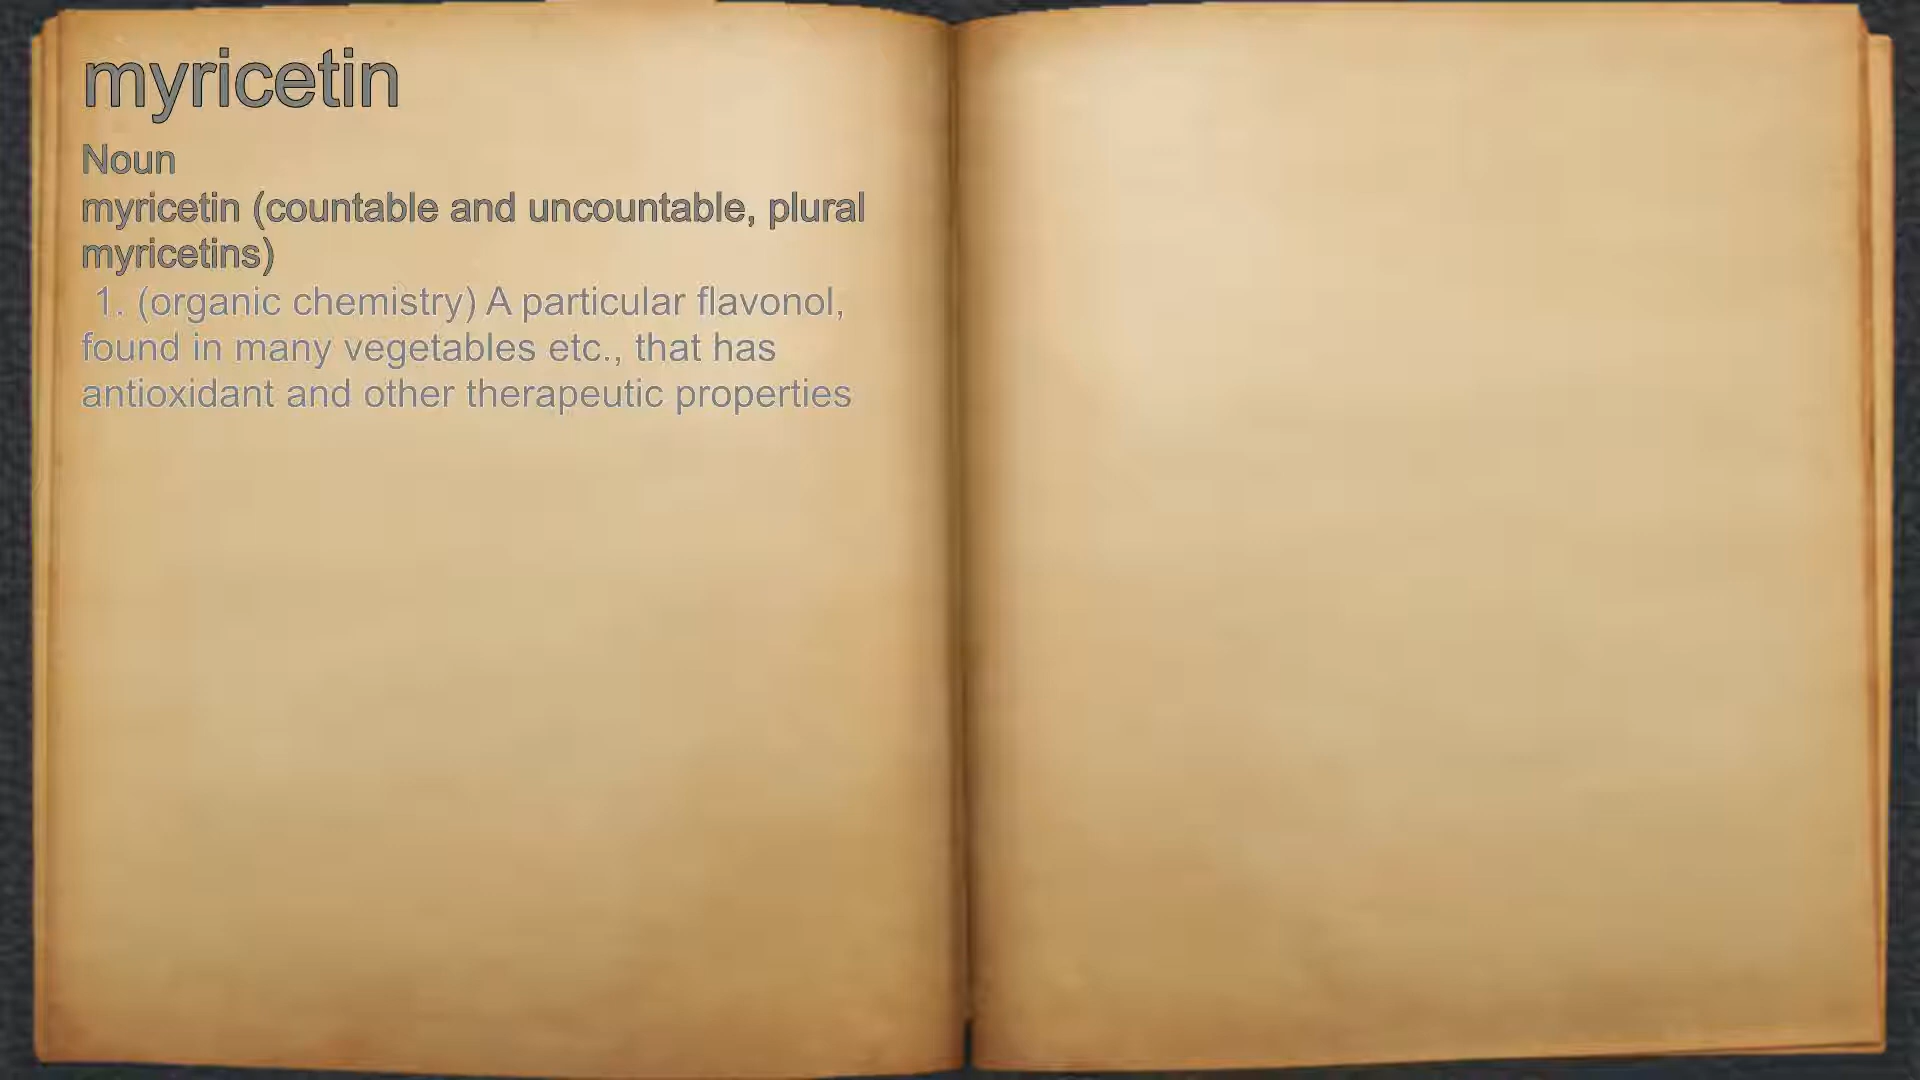 myricetin
Noun
myricetin (countable and uncountable, plural
myricetins)
1. (organic chemistry) A particular flavonol,
found in many vegetables etc., that has
antioxidant and other therapeutic properties